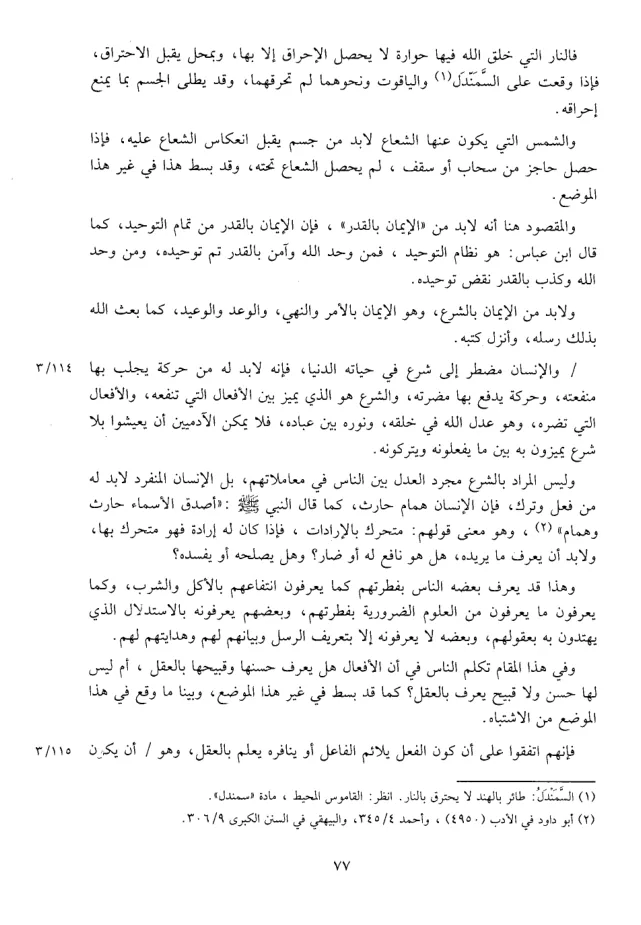 فالنار التي خلق الله فيها حوارة لا يحصل الإحراق إلا بها، وبمحل يقبل الاحتراق،
فإذا وقعت على السَّمَنْدَل(١) والياقوت ونحوهما لم تحرقهما، وقد يطلى الجسم بما يمنع
إحراقه.
والشمس التي يكون عنها الشعاع لابد من جسم يقبل انعكاس الشعاع عليه، فإذا
حصل حاجز من سحاب أو سقف ، لم يحصل الشعاع تحته، وقد بسط هذا في غير هذا
الموضع.
والمقصود هنا أنه لابد من «الإيمان بالقدر» ، فإن الإيمان بالقدر من تمام التوحيد، كما
قال ابن عباس: هو نظام التوحيد ، فمن وحد الله وآمن بالقدر تم توحيده، ومن وحد
الله وكذب بالقدر نقض توحيده.
ولابد من الإيمان بالشرع، وهو الإيمان بالأمر والنهي، والوعد والوعيد، كما بعث الله
بذلك رسله، وأنزل كتبه.
/ والإنسان مضطر إلى شرع في حياته الدنيا، فإنه لابد له من حركة يجلب بها ٣/١١٤
منفعته، وحركة يدفع بها مضرته، والشرع هو الذي يميز بين الأفعال التي تنفعه، والأفعال
التي تضره، وهو عدل الله في خلقه، ونوره بين عباده، فلا يمكن الآدميين أن يعيشوا بلا
شرع يميزون به بين ما يفعلونه ويتركونه.
وليس المراد بالشرع مجرد العدل بين الناس في معاملاتهم، بل الإنسان المنفرد لابد له
من فعل وترك، فإن الإنسان همام حارث، كما قال النبي ﷺ :«أصدق الأسماء حارث
وهمام» (٢) ، وهو معنى قولهم: متحرك بالإرادات ، فإذا كان له إرادة فهو متحرك بها،
ولابد أن يعرف ما يريده، هل هو نافع له أو ضار؟ وهل يصلحه أو يفسده؟
وهذا قد يعرف بعضه الناس بفطرتهم كما يعرفون انتفاعهم بالأكل والشرب، وكما
يعرفون ما يعرفون من العلوم الضرورية بفطرتهم، وبعضهم يعرفونه بالاستدلال الذي
يهتدون به بعقولهم، وبعضه لا يعرفونه إلا بتعريف الرسل وبيانهم لهم وهدايتهم لهم.
وفي هذا المقام تكلم الناس في أن الأفعال هل يعرف حسنها وقبيحها بالعقل ، أم ليس
لها حسن ولا قبيح يعرف بالعقل؟ كما قد بسط في غير هذا الموضع، وبينا ما وقع في هذا
الموضع من الاشتباه.
فإنهم اتفقوا على أن كون الفعل يلائم الفاعل أو ينافره يعلم بالعقل، وهو / أن يكون ٣/١١٥
(١) السَّمَنْدَلُ: طائر بالهند لا يحترق بالنار. انظر: القاموس المحيط ، مادة «سمندل».
(٢) أبو داود في الأدب (٤٩٥٠) ، وأحمد ٣٤٥/٤، والبيهقي في السنن الكبرى ٣٠٦/٩.
٧٧